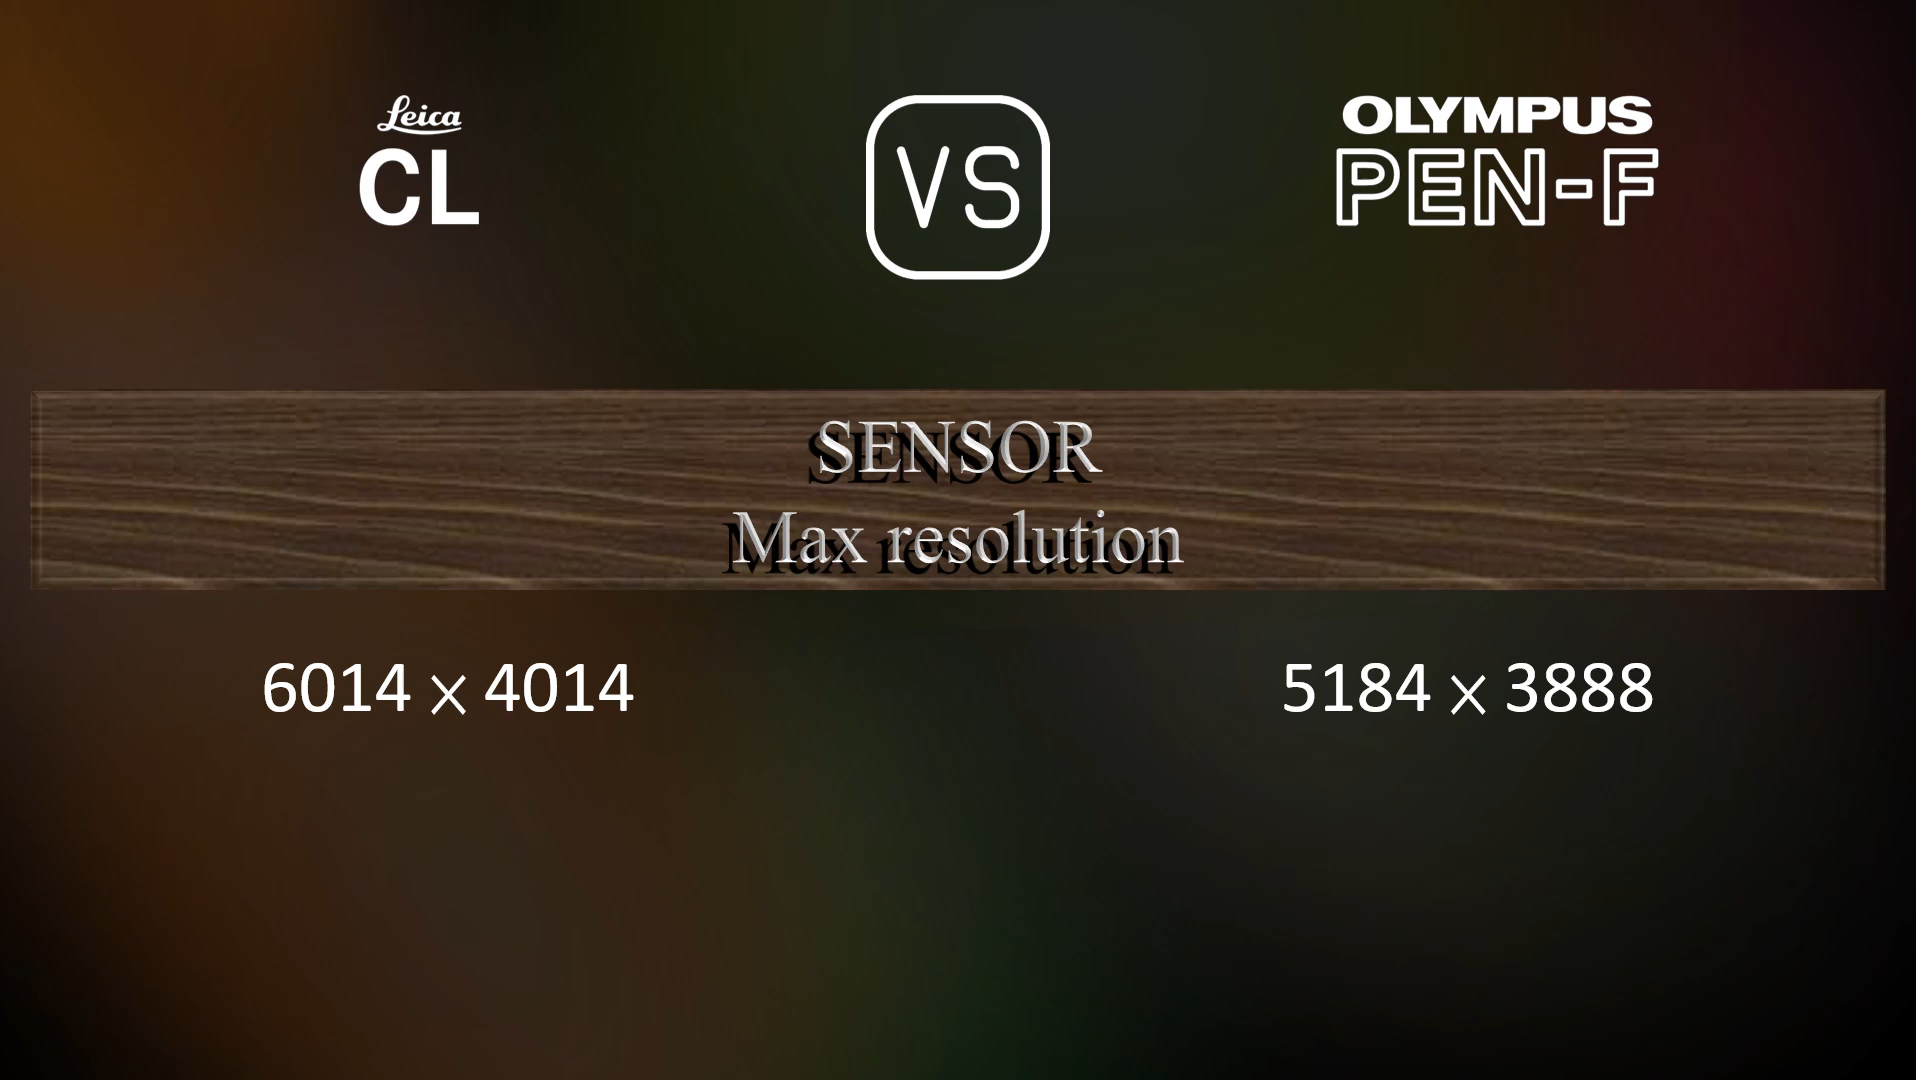 Leica
CL
VS
OLYMPUS
PEN-F
SENSOR
Max resolution
6014 x 4014
5184 x 3888